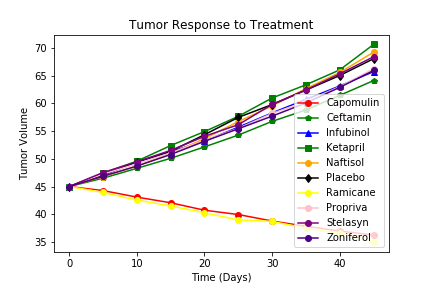 Tumor Response to Treatment
70
65
60
55
50
45
40
35
Tumor Volume
0
10
20
30
40
Time (Days)
Capomulin
Ceftamin
Infubinol
Ketapril
Naftisol
Placebo
Ramicane
Propriva
Stelasyn
Zoniferol